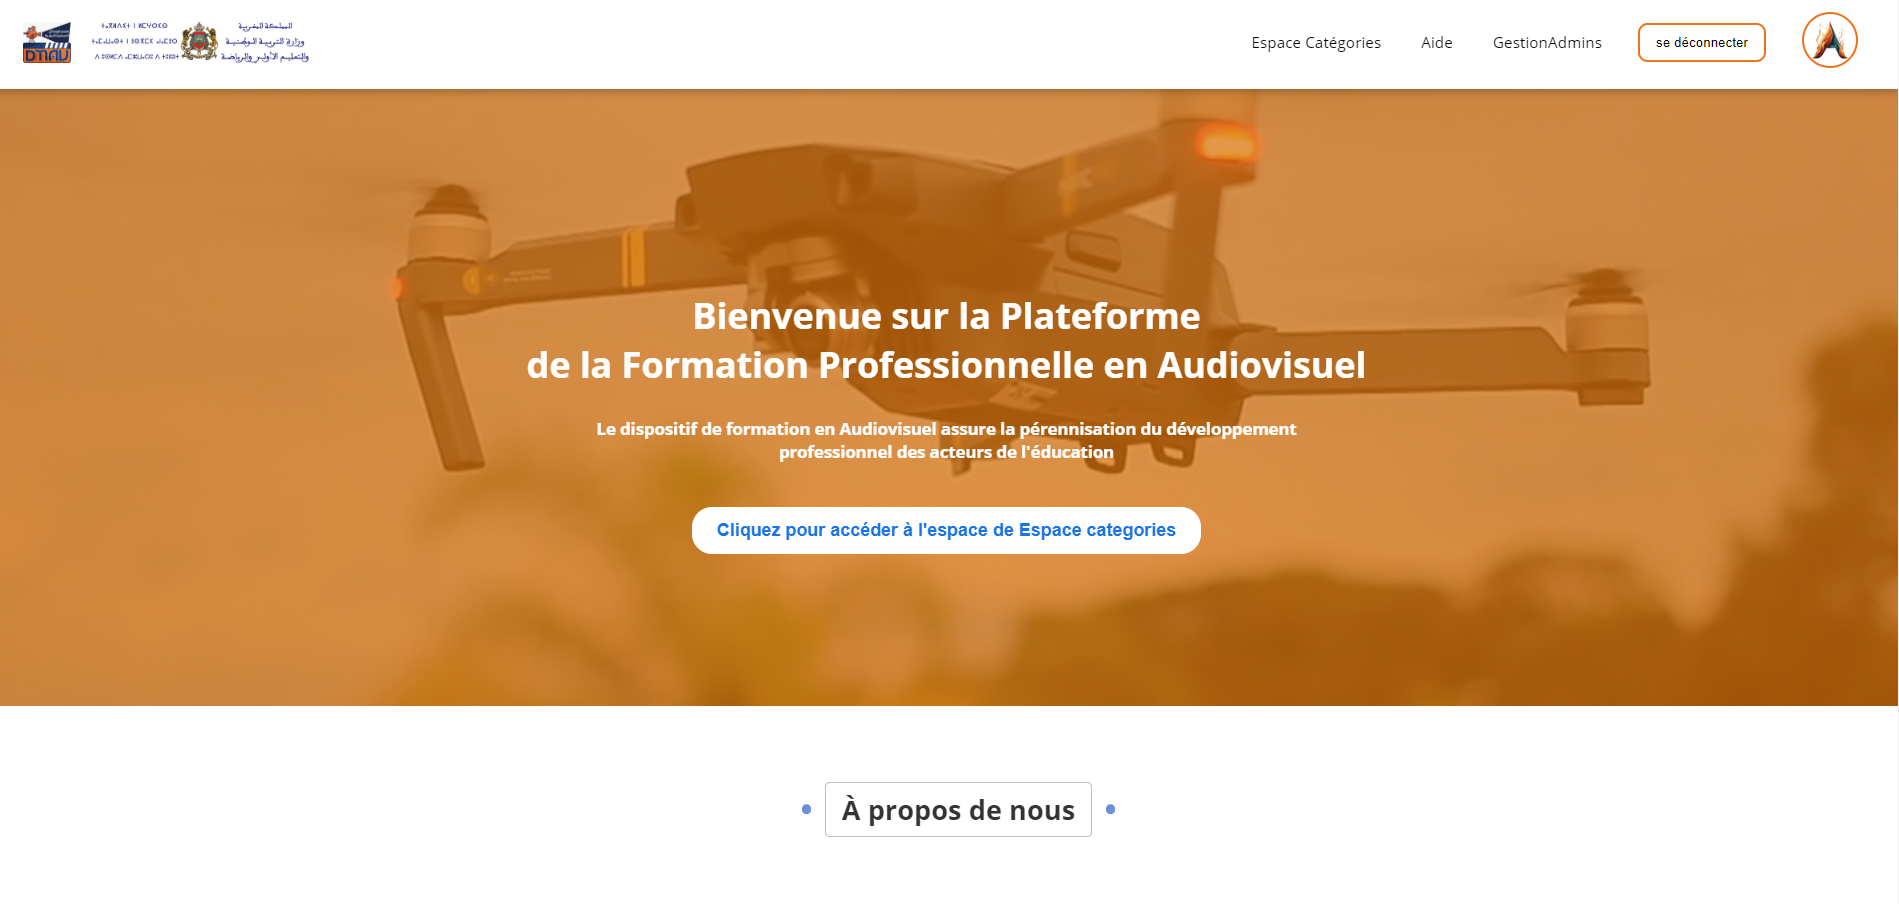 المملكة المغربية
وزارة التربية الوطنية
والتعليم الأولي والرياضة
Espace Catégories
Aide
GestionAdmins
se déconnecter
Bienvenue sur la Plateforme
de la Formation Professionnelle en Audiovisuel
Le dispositif de formation en Audiovisuel assure la pérennisation du développement
professionnel des acteurs de l'éducation
Cliquez pour accéder à l'espace de Espace categories
À propos de nous